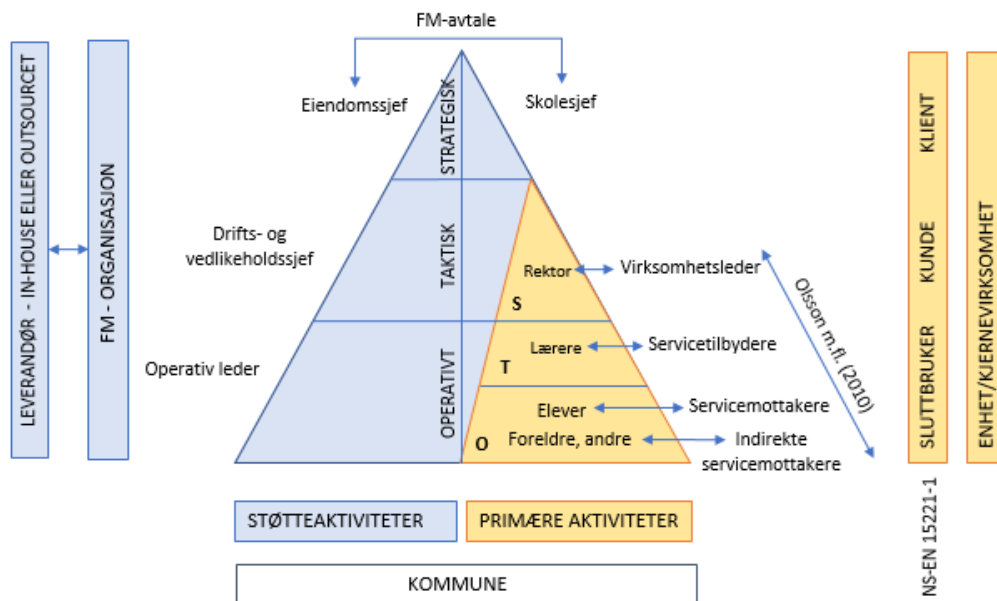 FM-avtale
Eiendomssjef
Skolesjef
LEVERANDØR - IN-HOUSE ELLER OUTSOURCET
FM - ORGANISASJON
STRATEGISK
TAKTISK
OPERATIVT
Drifts- og
vedlikeholdssjef
Operativ leder
Rektor
Virksomhetsleder
S
Lærere
Servicetilbydere
T
Elever
Servicemottakere
O
Foreldre, andre
Indirekte
servicemottakere
Olsson m.fl. (2010)
KLIENT
KUNDE
SLUTTBRUKER
ENHET/KJERNEVIRKSOMHET
NS-EN 15221-1
STØTTEAKTIVITETER
PRIMÆRE AKTIVITETER
KOMMUNE